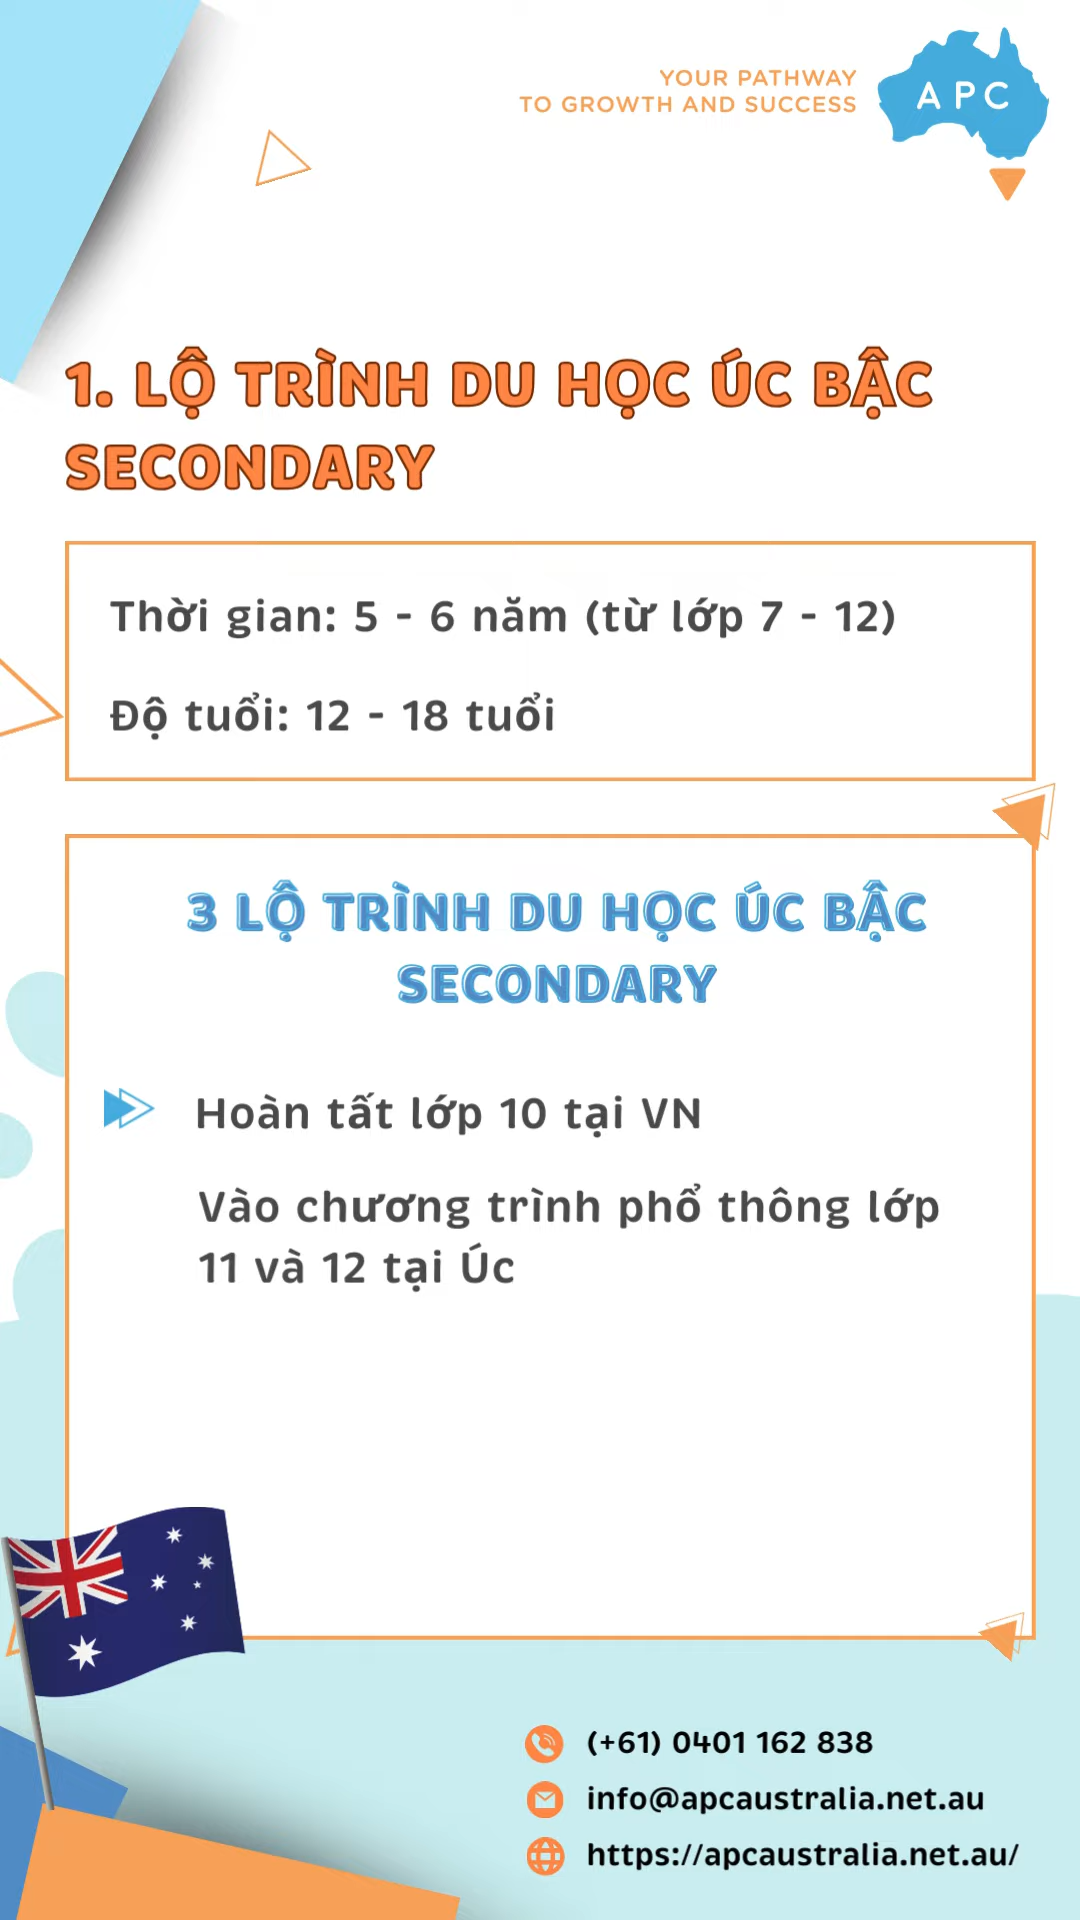 YOUR PATHWAY
TO GROWTH AND SUCCESS
APC
1. LỘ TRÌNH DU HỌC ÚC BẬC
SECONDARY
Thời gian: 5 - 6 năm (từ lớp 7 - 12)
Độ tuổi: 12 - 18 tuổi
3 LỘ TRÌNH DU HỌC ÚC BẬC
SECONDARY
Hoàn tất lớp 10 tại VN
Vào chương trình phổ thông lớp
11 và 12 tại Úc
(+61) 0401 162 838
info@apcaustralia.net.au
https://apcaustralia.net.au/